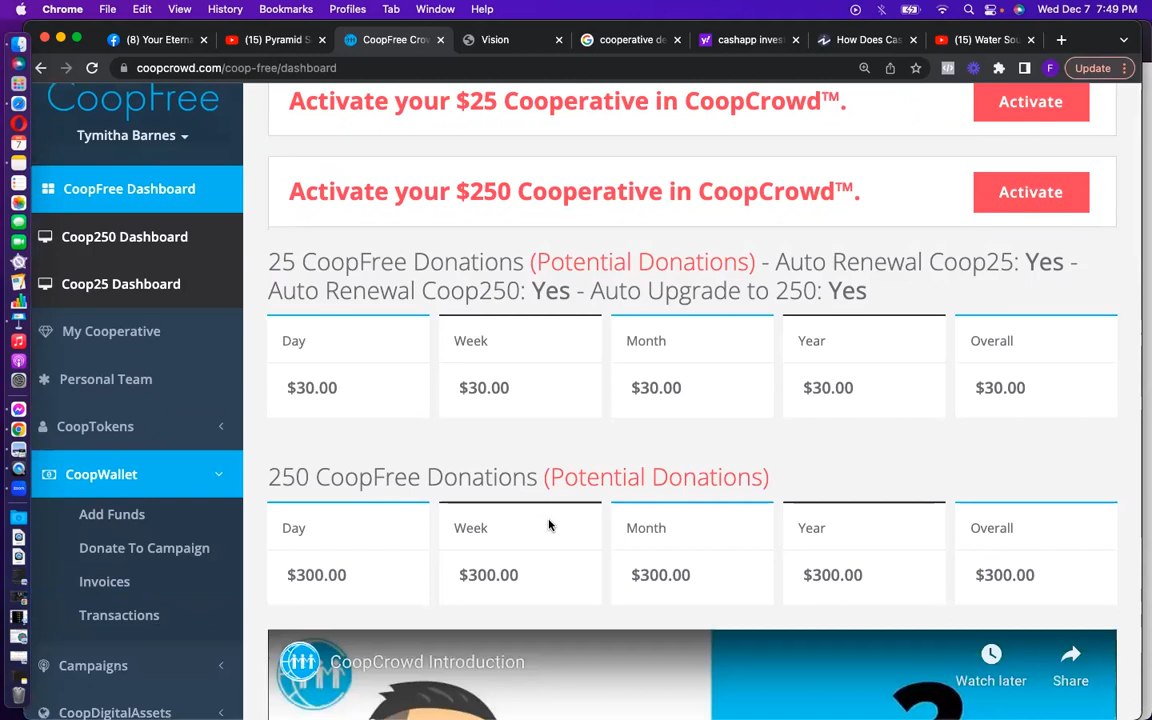 Chrome File Edit View History Bookmarks Profiles Tab Window Help Wed Dec 7 7:49 PM
(8) Your Eterna (15) Pyramid S CoopFree Crow Vision cooperative de cashapp inves How Does Cas (15) Water Sou
coopcrowd.com/coop-free/dashboard Update
CoopFree
Tymitha Barnes
CoopFree Dashboard
Coop250 Dashboard
Coop25 Dashboard
My Cooperative
Personal Team
CoopTokens
CoopWallet
Add Funds
Donate To Campaign
Invoices
Transactions
Campaigns
CoopDigitalAssets
Activate your $25 Cooperative in CoopCrowd™. Activate
Activate your $250 Cooperative in CoopCrowd™. Activate
25 CoopFree Donations (Potential Donations) - Auto Renewal Coop25: Yes -
Auto Renewal Coop250: Yes - Auto Upgrade to 250: Yes
Day Week Month Year Overall
$30.00 $30.00 $30.00 $30.00 $30.00
250 CoopFree Donations (Potential Donations)
Day Week Month Year Overall
$300.00 $300.00 $300.00 $300.00 $300.00
CoopCrowd Introduction
Watch later Share
?